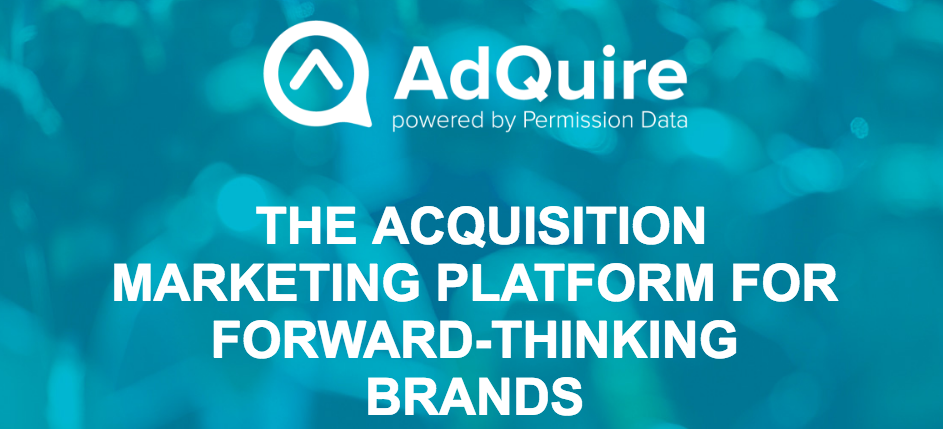 AdQuire
powered by Permission Data
THE ACQUISITION
MARKETING PLATFORM FOR
FORWARD-THINKING
BRANDS